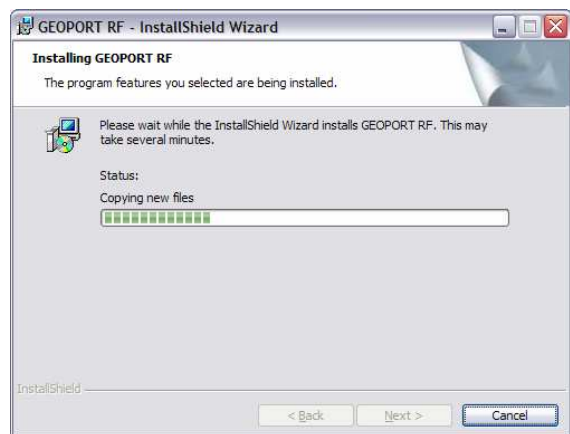 GEOPORT RF - InstallShield Wizard
Installing GEOPORT RF
The program features you selected are being installed.
Please wait while the InstallShield Wizard installs GEOPORT RF. This may
take several minutes.
Status:
Copying new files
InstallShield
< Back
Next >
Cancel